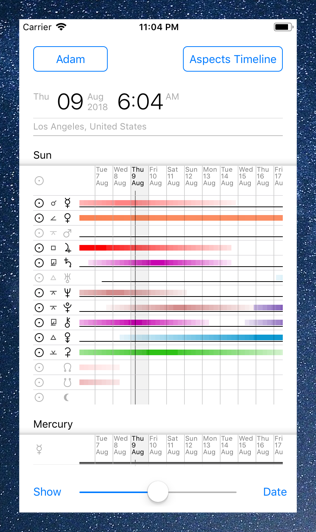 Carrier 11:04 PM
Adam Aspects Timeline
Thu 09 Aug 2018 6:04 AM
Los Angeles, United States
Sun
Tue Wed Thu Fri Sat Sun Mon Tue Wed Thu Fri
7 8 9 10 11 12 13 14 15 16 17
Aug Aug Aug Aug Aug Aug Aug Aug Aug Aug Aug
Mercury
Tue Wed Thu Fri Sat Sun Mon Tue Wed Thu Fri
7 8 9 10 11 12 13 14 15 16 17
Aug Aug Aug Aug Aug Aug Aug Aug Aug Aug Aug
Show Date